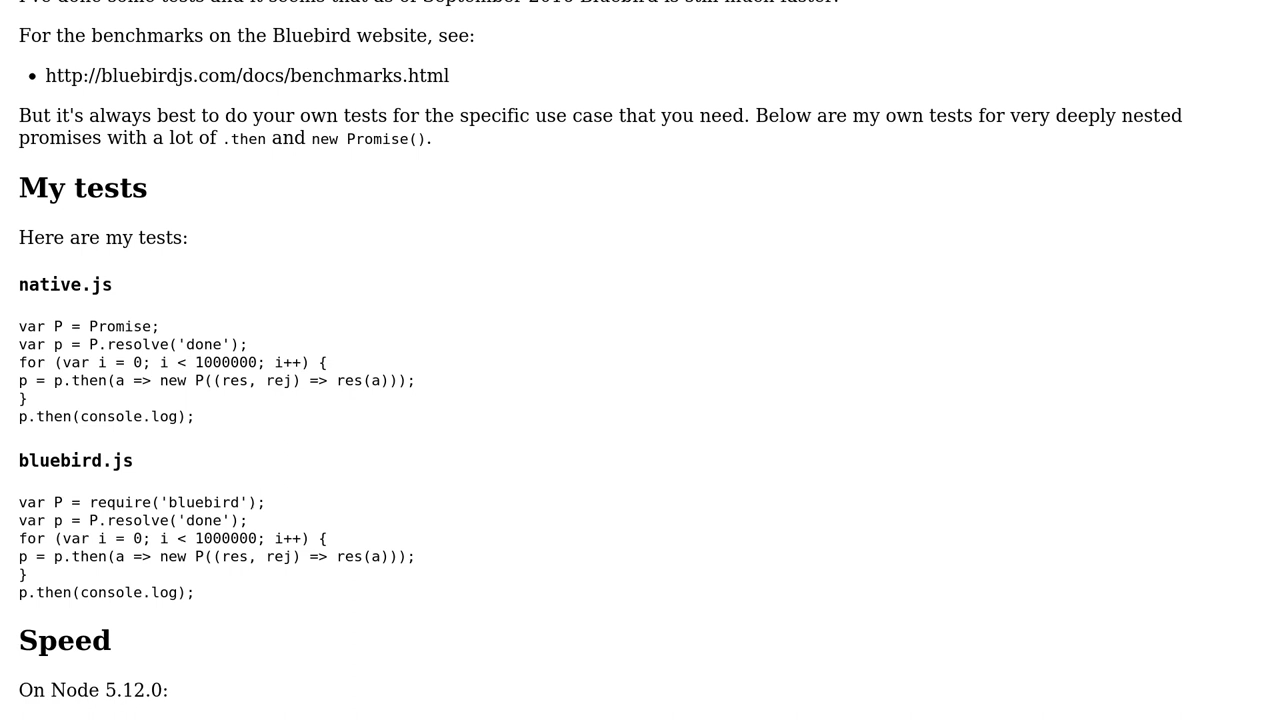 For the benchmarks on the Bluebird website, see:
• http://bluebirdjs.com/docs/benchmarks.html
But it's always best to do your own tests for the specific use case that you need. Below are my own tests for very deeply nested
promises with a lot of .then and new Promise().
My tests
Here are my tests:
native.js
var P = Promise;
var p = P.resolve('done');
for (var i = 0; i < 1000000; i++) {
p = p.then(a => new P((res, rej) => res(a)));
}
p.then(console.log);
bluebird.js
var P = require('bluebird');
var p = P.resolve('done');
for (var i = 0; i < 1000000; i++) {
p = p.then(a => new P((res, rej) => res(a)));
}
p.then(console.log);
Speed
On Node 5.12.0: